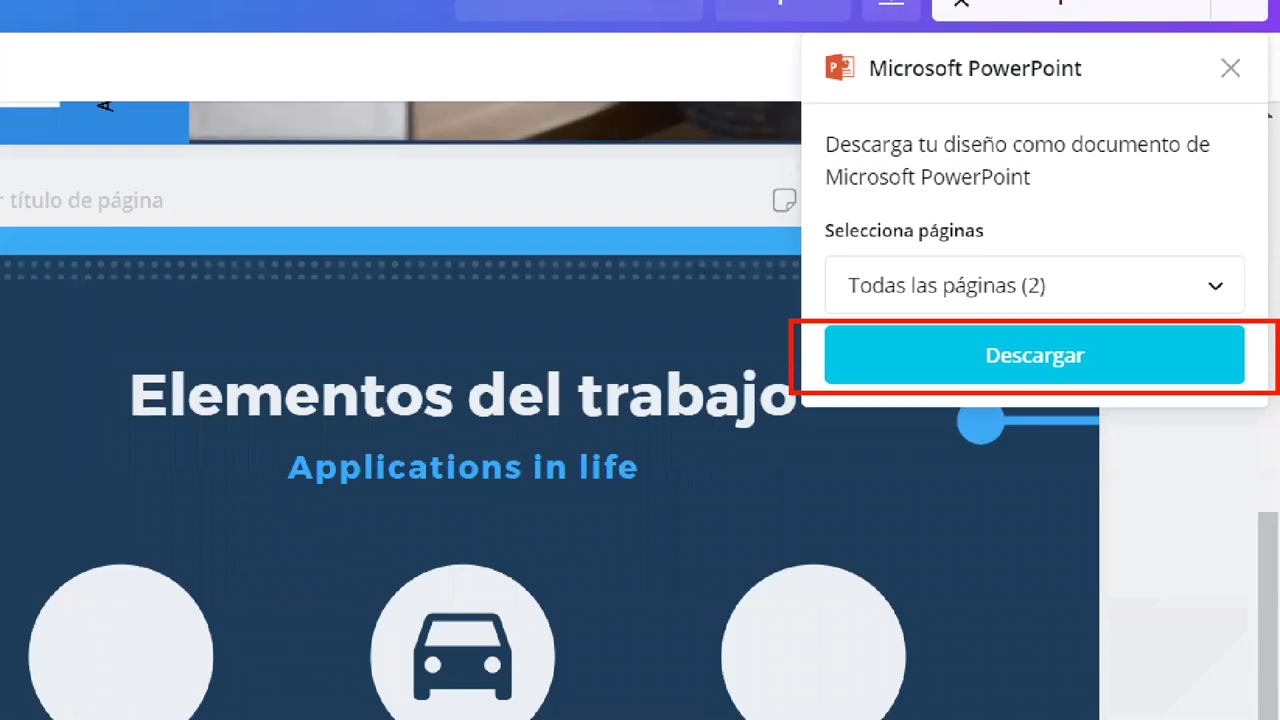 Microsoft PowerPoint
Descarga tu diseño como documento de
Microsoft PowerPoint
título de página
Selecciona páginas
Todas las páginas (2)
Descargar
Elementos del trabajo
Applications in life